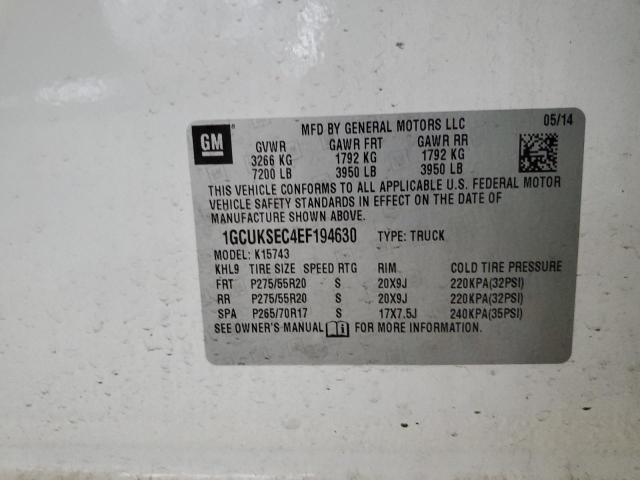 MFD BY GENERAL MOTORS LLC 05/14
GM
GVWR GAWR FRT GAWR RR
3266 KG 1792 KG 1792 KG
7200 LB 3950 LB 3950 LB
THIS VEHICLE CONFORMS TO ALL APPLICABLE U.S. FEDERAL MOTOR
VEHICLE SAFETY STANDARDS IN EFFECT ON THE DATE OF
MANUFACTURE SHOWN ABOVE.
1GCUKSEC4EF194630 TYPE: TRUCK
MODEL: K15743
KHL9 TIRE SIZE SPEED RTG RIM COLD TIRE PRESSURE
FRT P275/55R20 S 20X9J 220KPA(32PSI)
RR P275/55R20 S 20X9J 220KPA(32PSI)
SPA P265/70R17 S 17X7.5J 240KPA(35PSI)
SEE OWNER'S MANUAL FOR MORE INFORMATION.